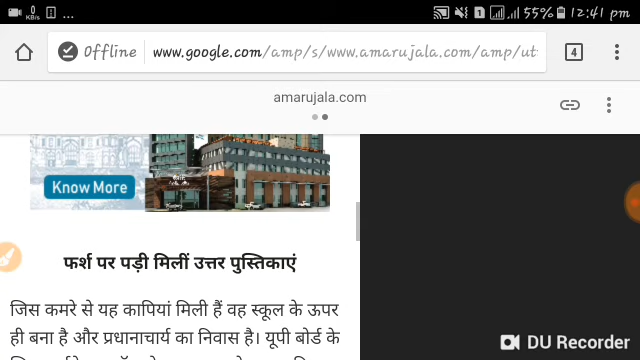 0 KB/s ... 1 55% 12:41 pm
Offline www.google.com/amp/s/www.amarujala.com/amp/ut 4
amarujala.com
Know More
फर्श पर पड़ी मिलीं उत्तर पुस्तिकाएं
जिस कमरे से यह कापियां मिली हैं वह स्कूल के ऊपर
ही बना है और प्रधानाचार्य का निवास है। यूपी बोर्ड के
DU Recorder